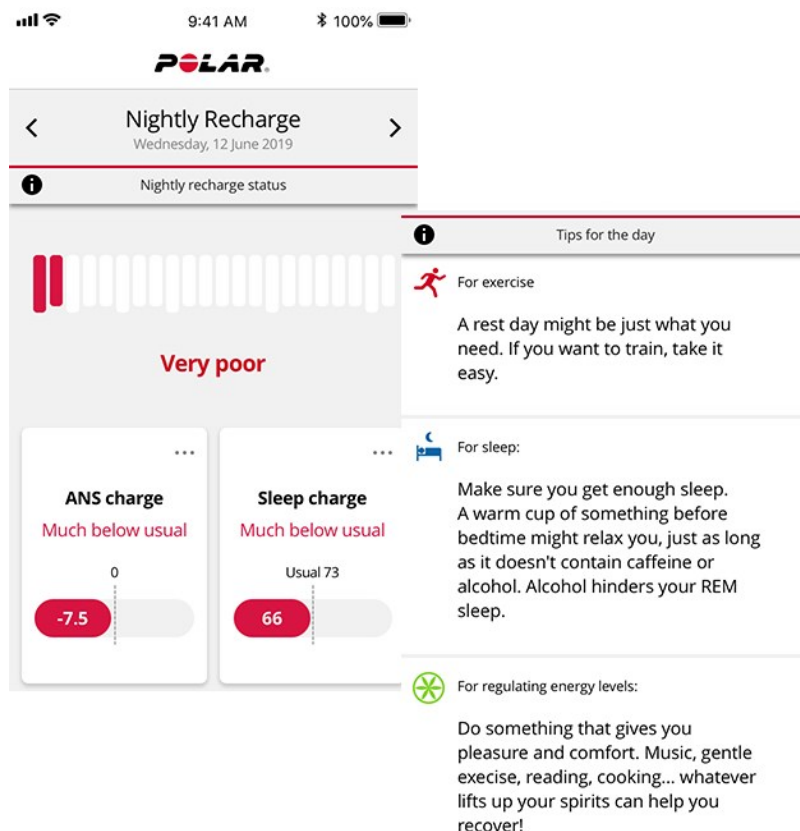 9:41 AM
100%
POLAR
Nightly Recharge
Wednesday, 12 June 2019
Nightly recharge status
Very poor
ANS charge
Much below usual
0
-7.5
Sleep charge
Much below usual
Usual 73
66
Tips for the day
For exercise
A rest day might be just what you
need. If you want to train, take it
easy.
For sleep:
Make sure you get enough sleep.
A warm cup of something before
bedtime might relax you, just as long
as it doesn't contain caffeine or
alcohol. Alcohol hinders your REM
sleep.
For regulating energy levels:
Do something that gives you
pleasure and comfort. Music, gentle
execise, reading, cooking... whatever
lifts up your spirits can help you
recover!